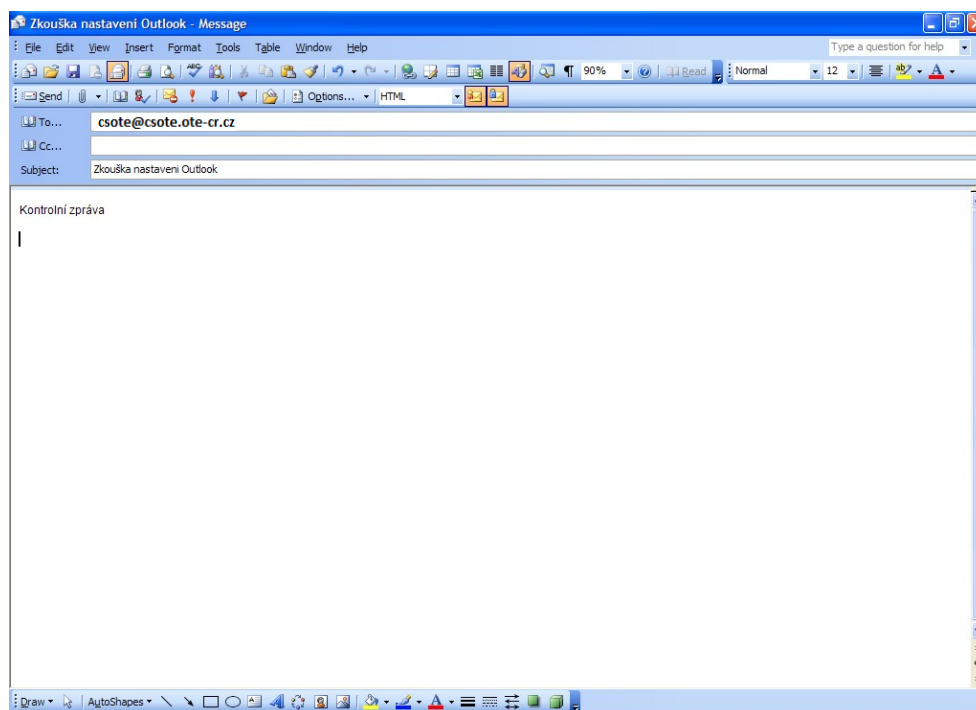 Zkouška nastavení Outlook - Message
File Edit View Insert Format Tools Table Window Help Type a question for help
90% Read Normal 12
Send Options... HTML
To... csote@csote.ote-cr.cz
Cc...
Subject: Zkouška nastaveni Outlook
Kontrolní zpráva
Draw AutoShapes